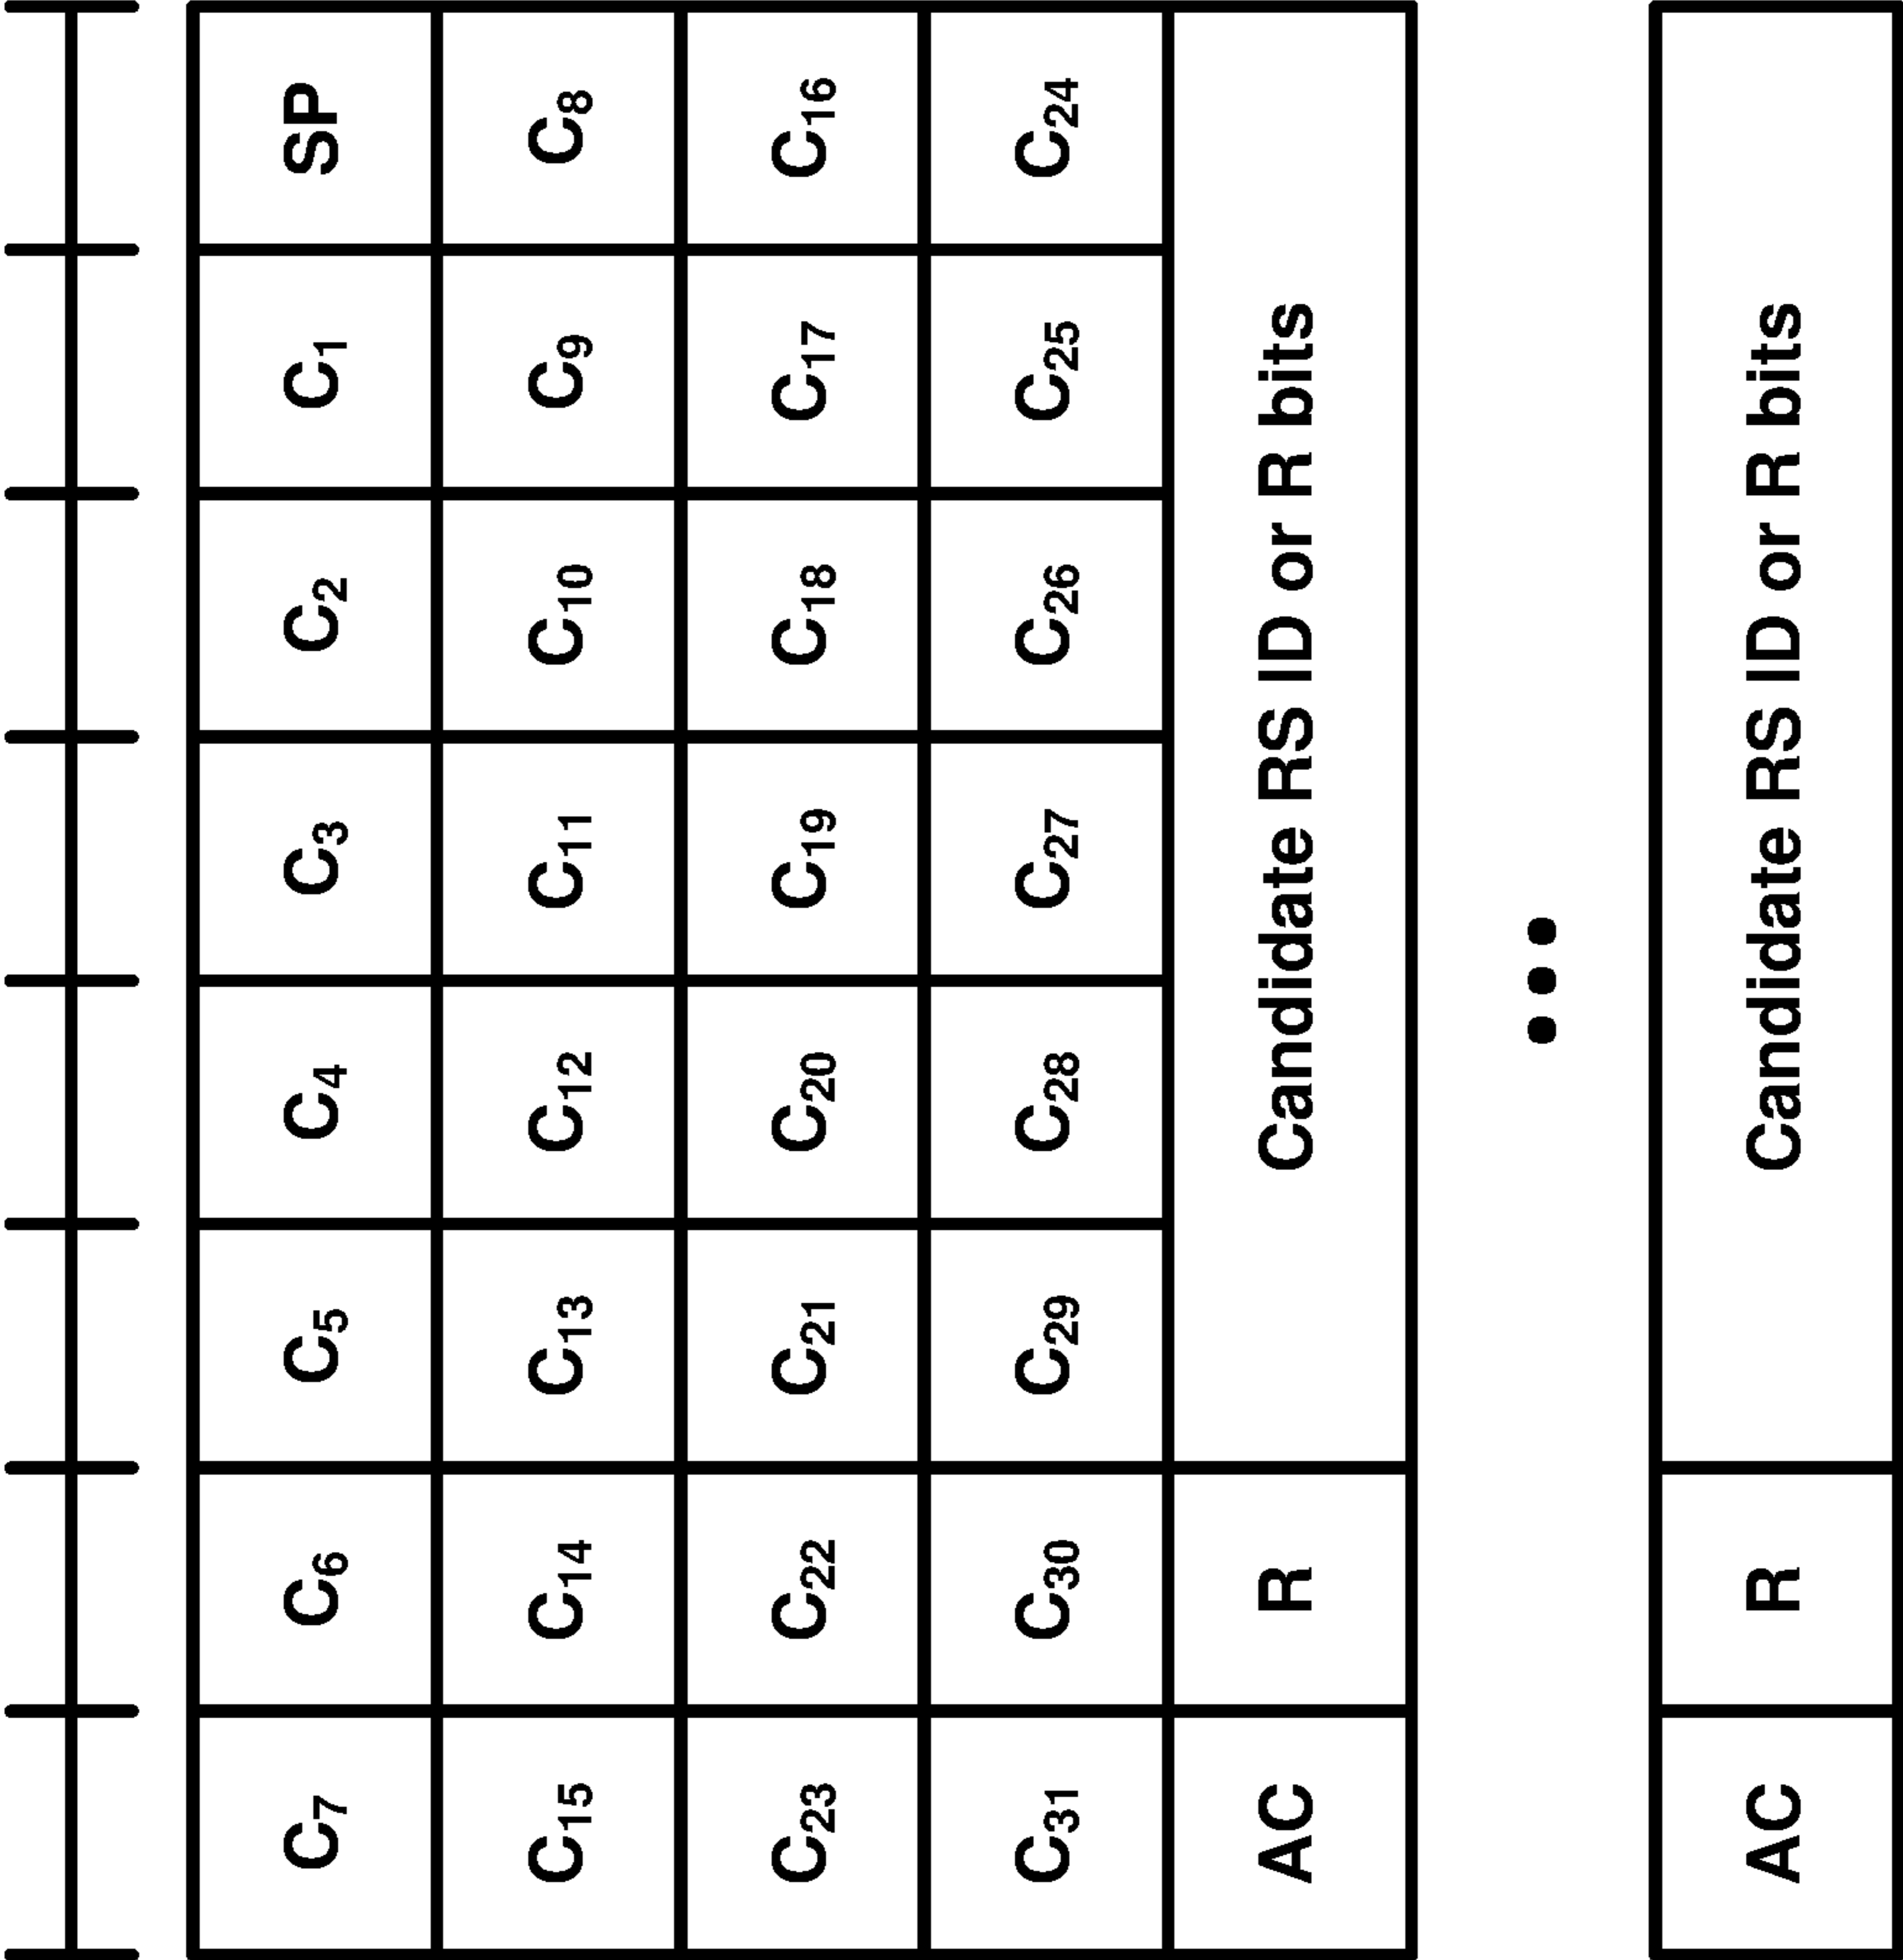 C₇ C₆ C₅ C₄ C₃ C₂ C₁ SP
C₁₅ C₁₄ C₁₃ C₁₂ C₁₁ C₁₀ C₉ C₈
C₂₃ C₂₂ C₂₁ C₂₀ C₁₉ C₁₈ C₁₇ C₁₆
C₃₁ C₃₀ C₂₉ C₂₈ C₂₇ C₂₆ C₂₅ C₂₄
AC R Candidate RS ID or R bits
...
AC R Candidate RS ID or R bits